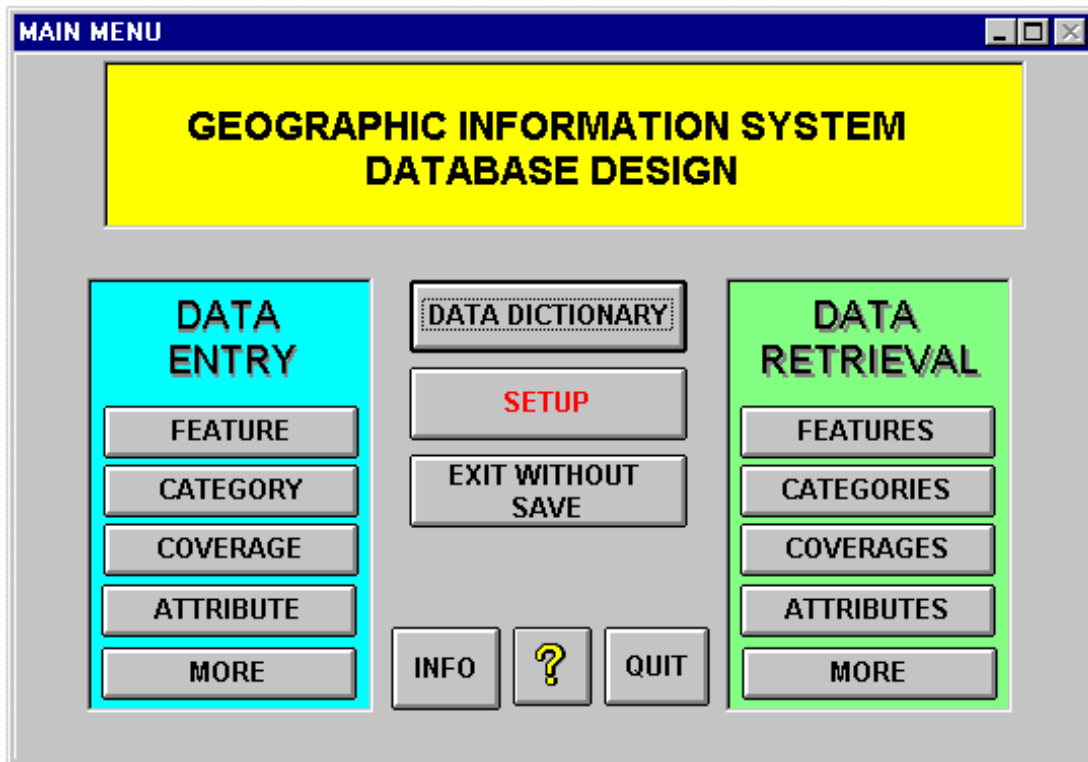 MAIN MENU
GEOGRAPHIC INFORMATION SYSTEM
DATABASE DESIGN
DATA
ENTRY
FEATURE
CATEGORY
COVERAGE
ATTRIBUTE
MORE
DATA DICTIONARY
SETUP
EXIT WITHOUT
SAVE
INFO
?
QUIT
DATA
RETRIEVAL
FEATURES
CATEGORIES
COVERAGES
ATTRIBUTES
MORE